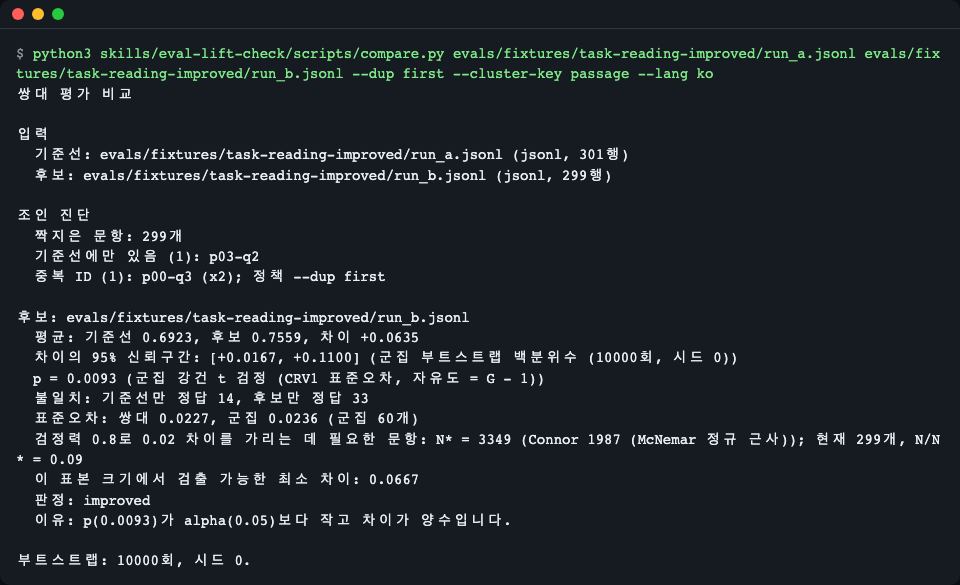 $ python3 skills/eval-lift-check/scripts/compare.py evals/fixtures/task-reading-improved/run_a.jsonl evals/fix
tures/task-reading-improved/run_b.jsonl --dup first --cluster-key passage --lang ko
쌍대 평가 비교
입력
기준선: evals/fixtures/task-reading-improved/run_a.jsonl (jsonl, 301행)
후보: evals/fixtures/task-reading-improved/run_b.jsonl (jsonl, 299행)
조인 진단
짝지은 문항: 299개
기준선에만 있음 (1): p03-q2
중복 ID (1): p00-q3 (x2); 정책 --dup first
후보: evals/fixtures/task-reading-improved/run_b.jsonl
평균: 기준선 0.6923, 후보 0.7559, 차이 +0.0635
차이의 95% 신뢰구간: [+0.0167, +0.1100] (군집 부트스트랩 백분위수 (10000회, 시드 0))
p = 0.0093 (군집 강건 t 검정 (CRV1 표준오차, 자유도 = G - 1))
불일치: 기준선만 정답 14, 후보만 정답 33
표준오차: 쌍대 0.0227, 군집 0.0236 (군집 60개)
검정력 0.8로 0.02 차이를 가리는 데 필요한 문항: N* = 3349 (Connor 1987 (McNemar 정규 근사)); 현재 299개, N/N
* = 0.09
이 표본 크기에서 검출 가능한 최소 차이: 0.0667
판정: improved
이유: p(0.0093)가 alpha(0.05)보다 작고 차이가 양수입니다.
부트스트랩: 10000회, 시드 0.